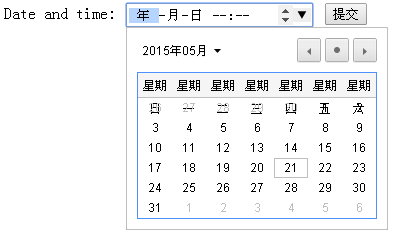 Date and time: 年-月-日 --:-- 提交
2015年05月
星期 星期 星期 星期 星期 星期 星期
日 一 二 三 四 五 六
3 4 5 6 7 8 9
10 11 12 13 14 15 16
17 18 19 20 21 22 23
24 25 26 27 28 29 30
31 1 2 3 4 5 6